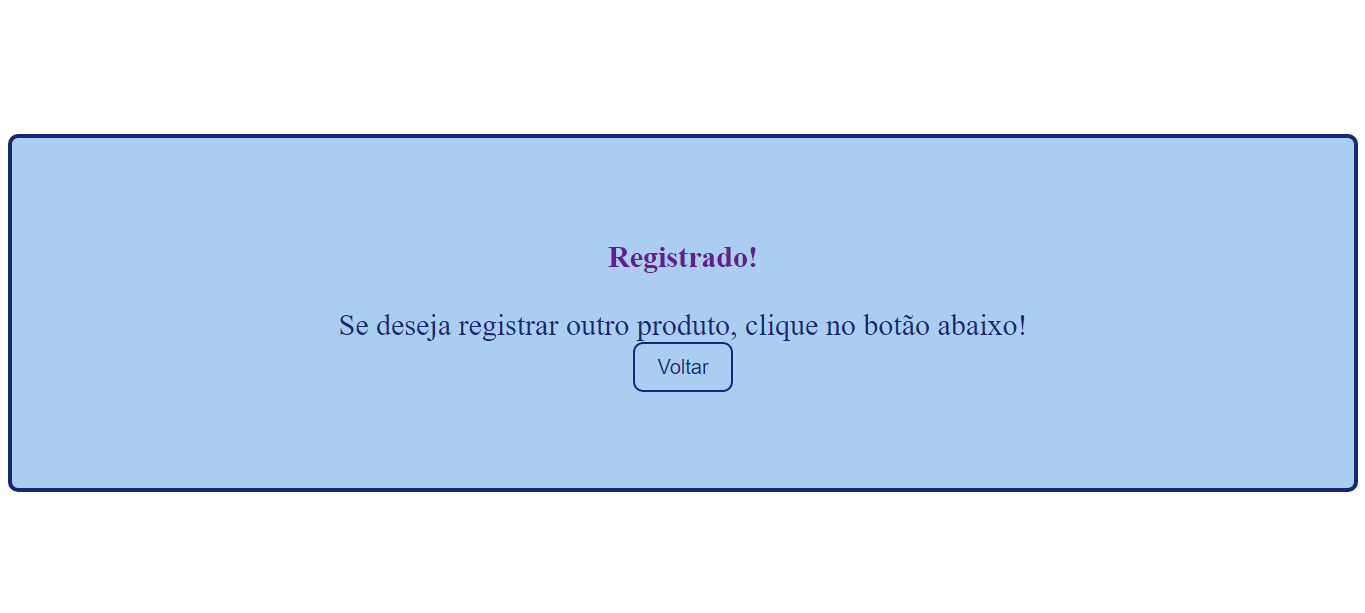 Registrado!
Se deseja registrar outro produto, clique no botão abaixo!
Voltar